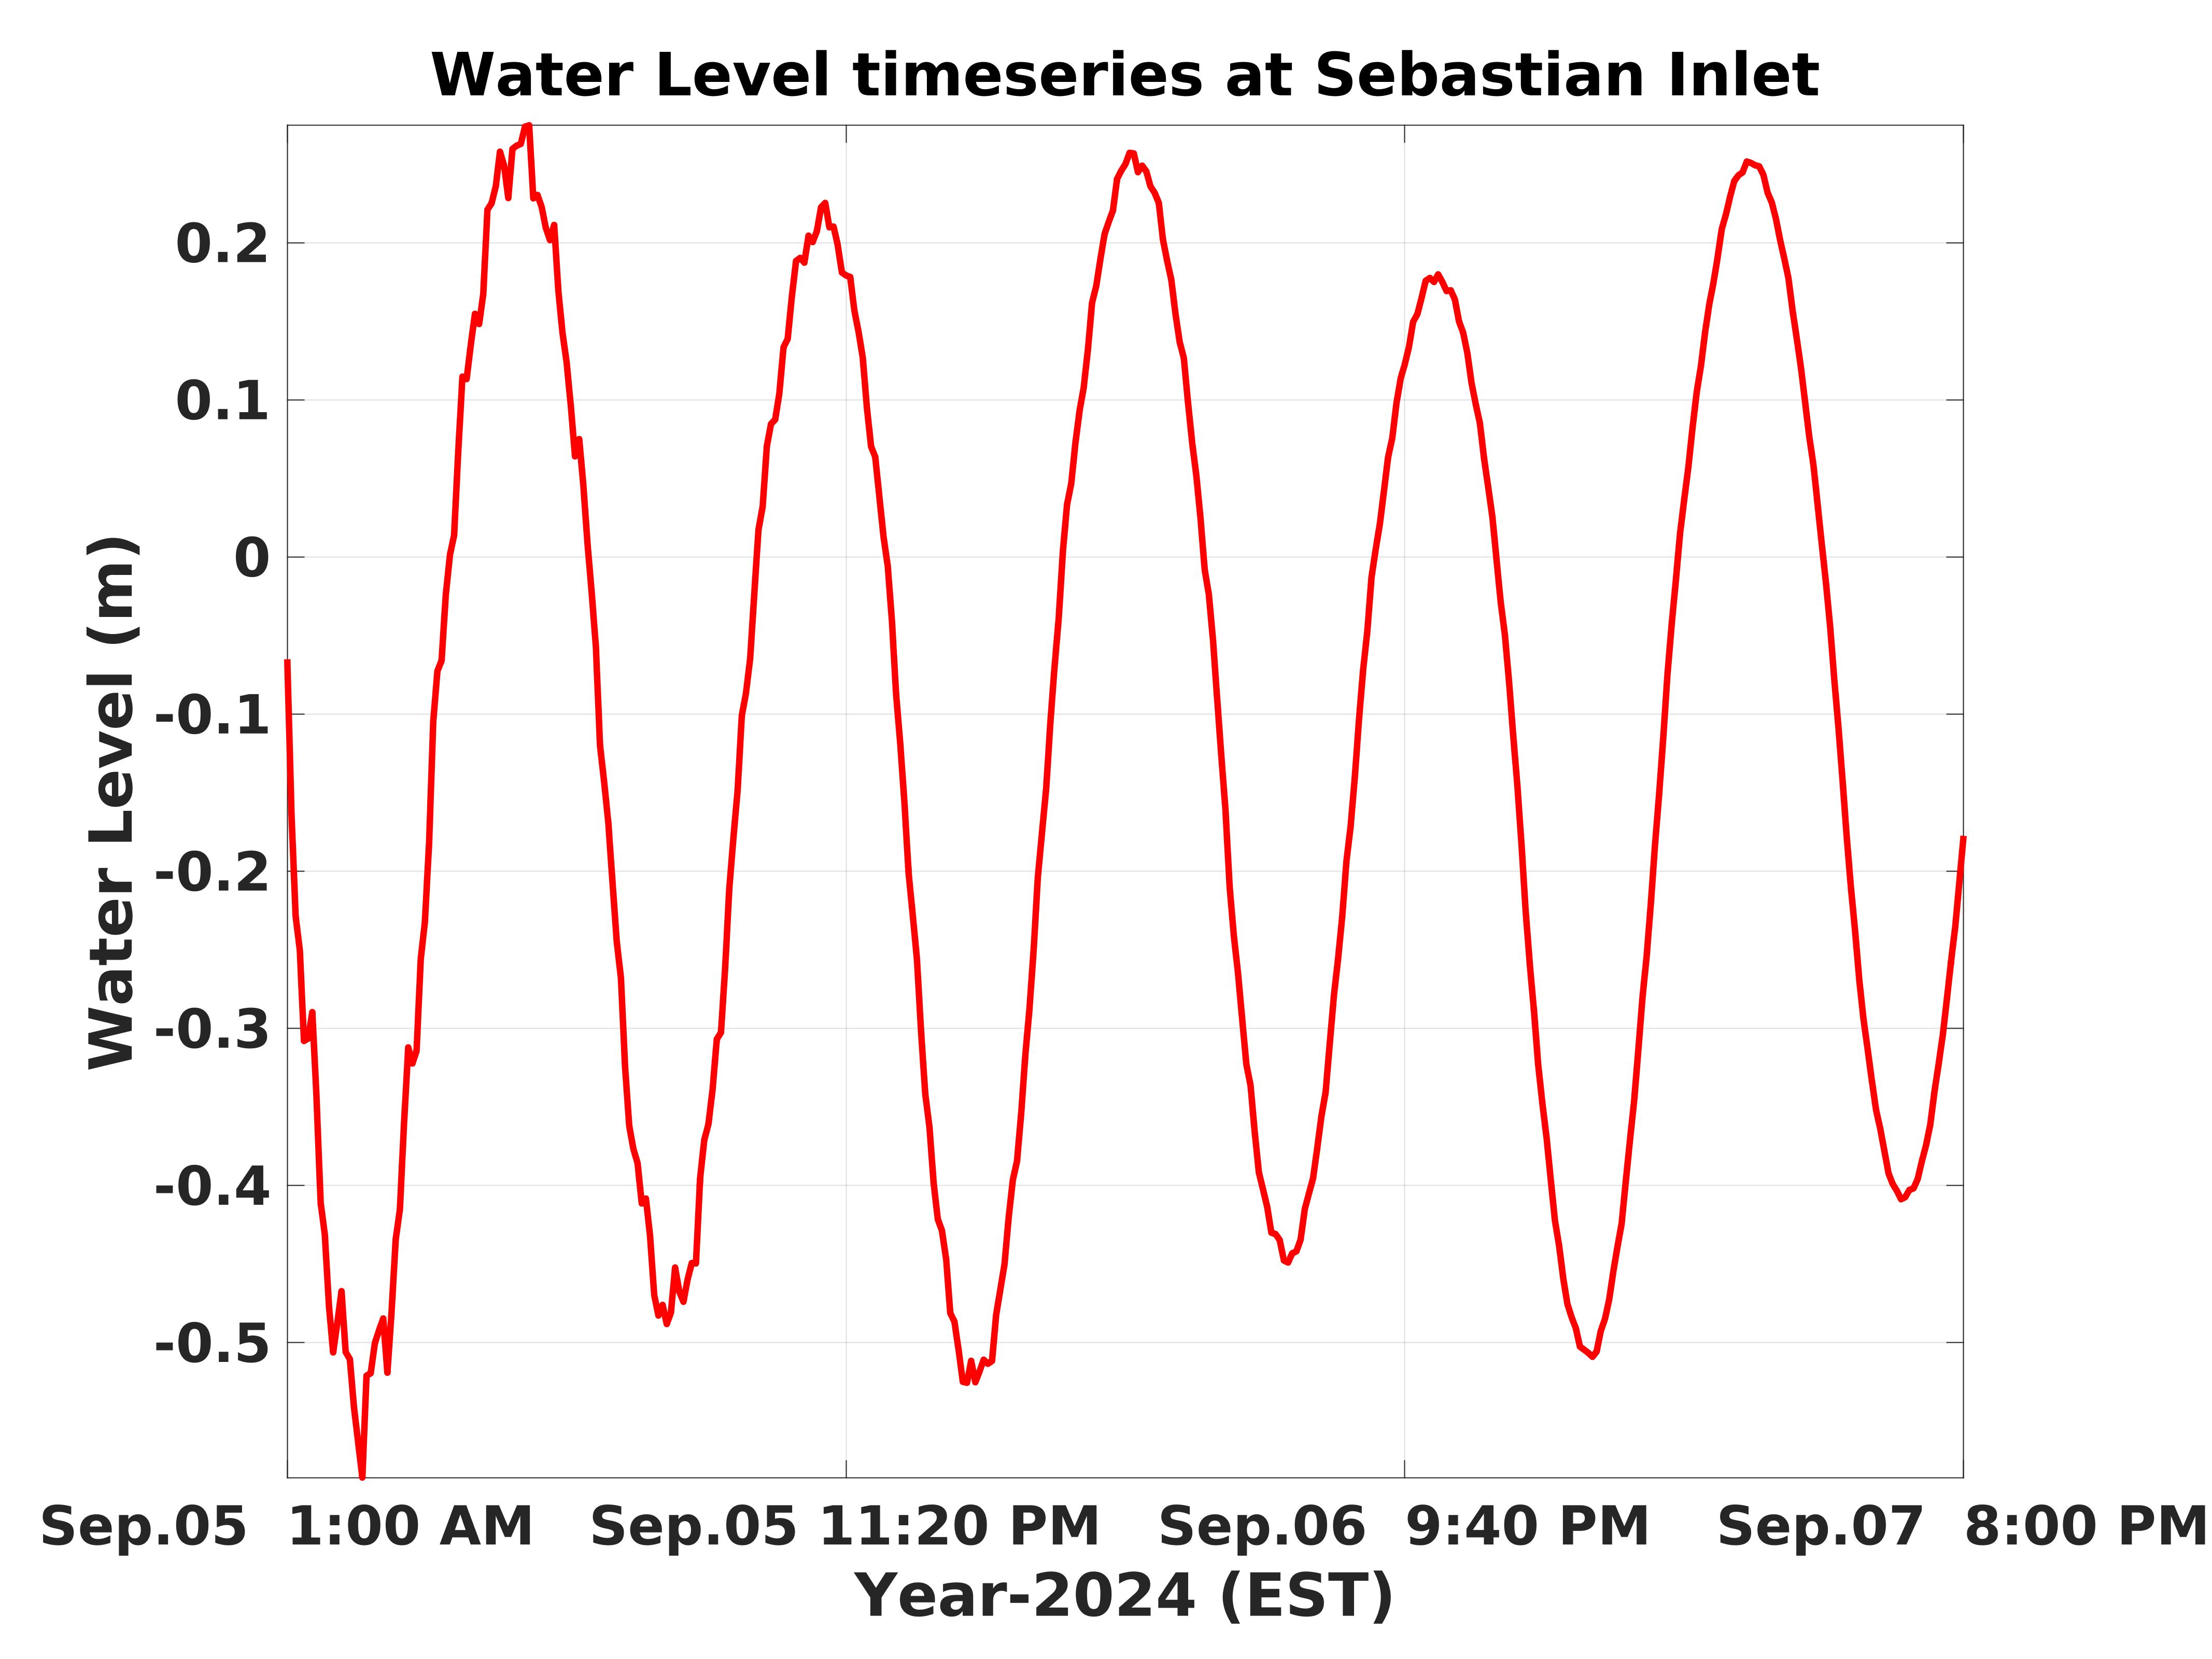 Water Level timeseries at Sebastian Inlet
Water Level (m)
0.2
0.1
0
-0.1
-0.2
-0.3
-0.4
-0.5
Sep.05 1:00 AM
Sep.05 11:20 PM
Sep.06 9:40 PM
Sep.07 8:00 PM
Year-2024 (EST)